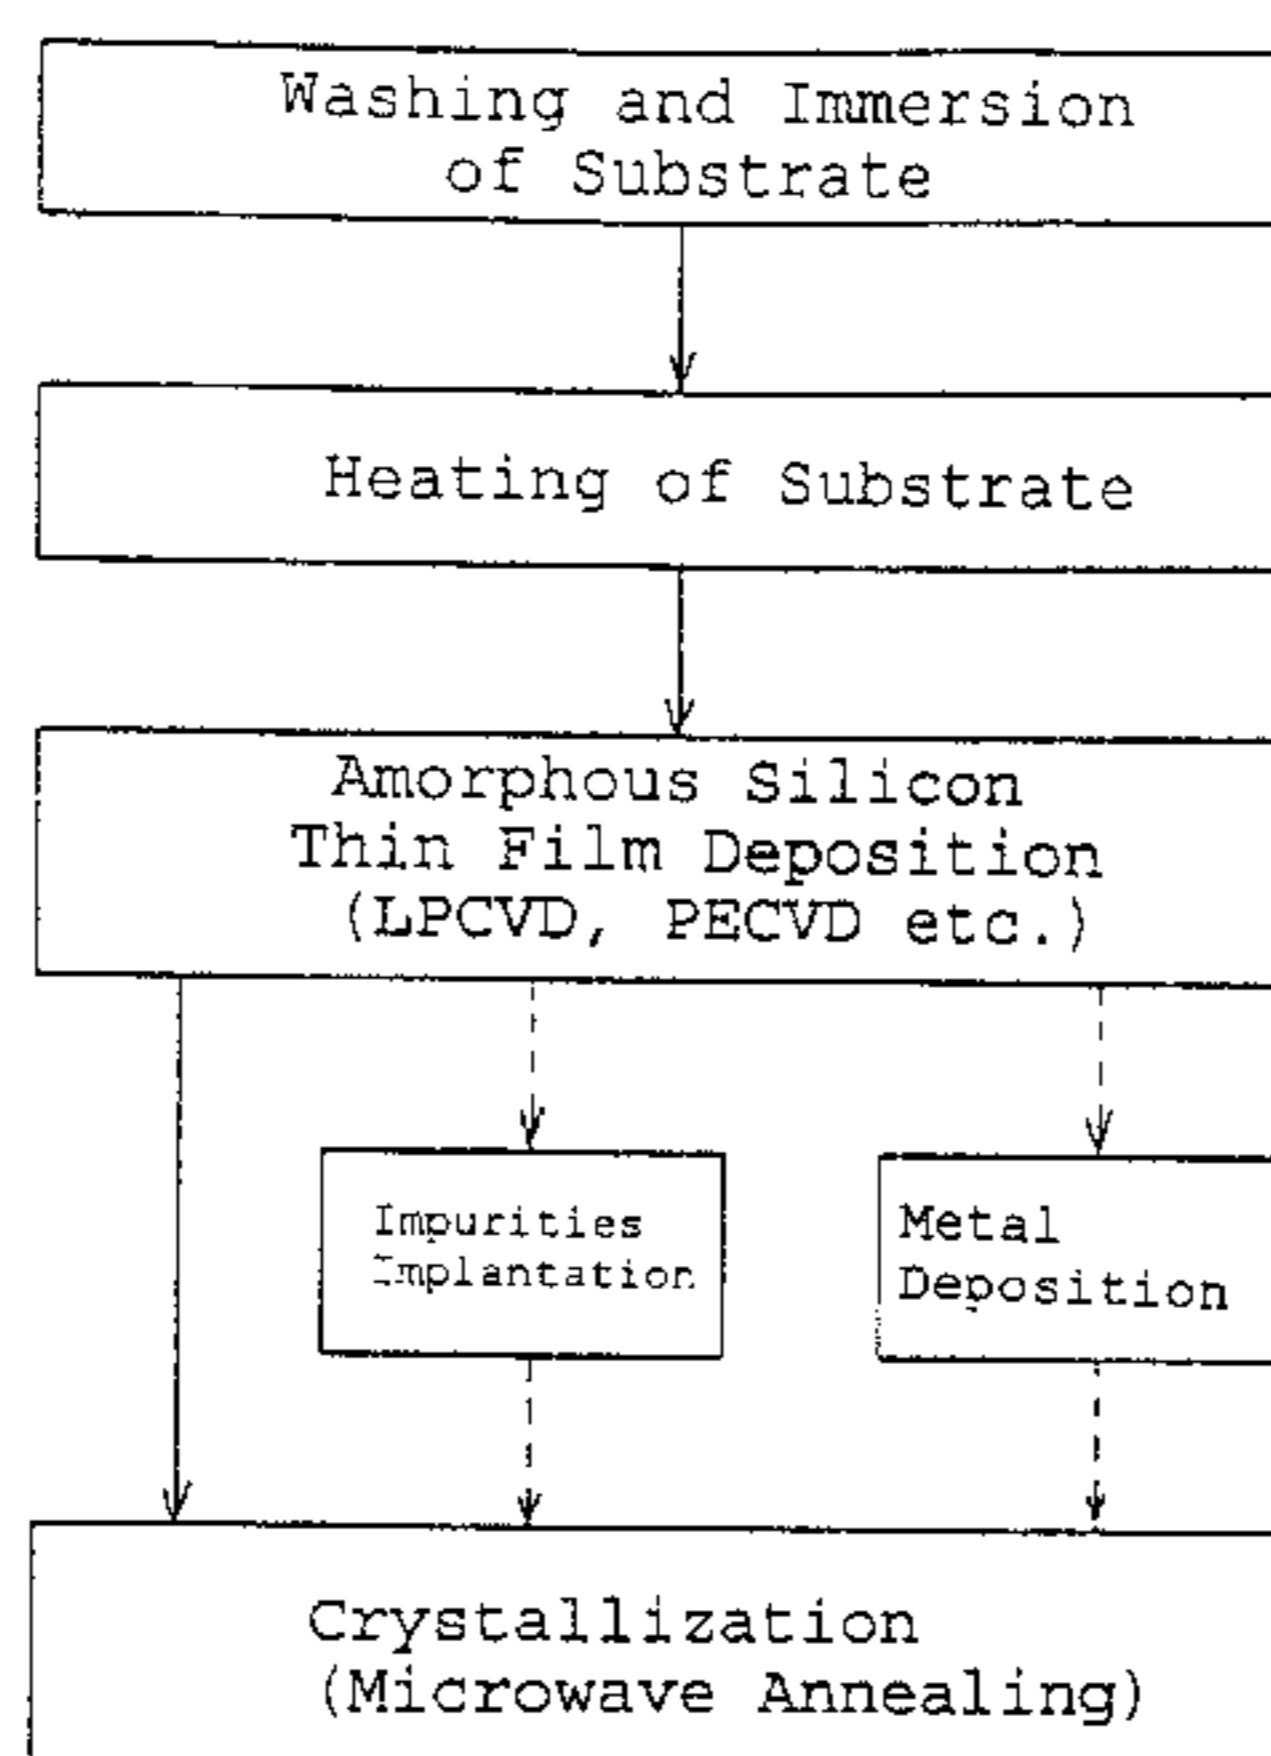 Washing and Immersion
of Substrate
Heating of Substrate
Amorphous Silicon
Thin Film Deposition
(LPCVD, PECVD etc.)
Impurities
Implantation
Metal
Deposition
Crystallization
(Microwave Annealing)